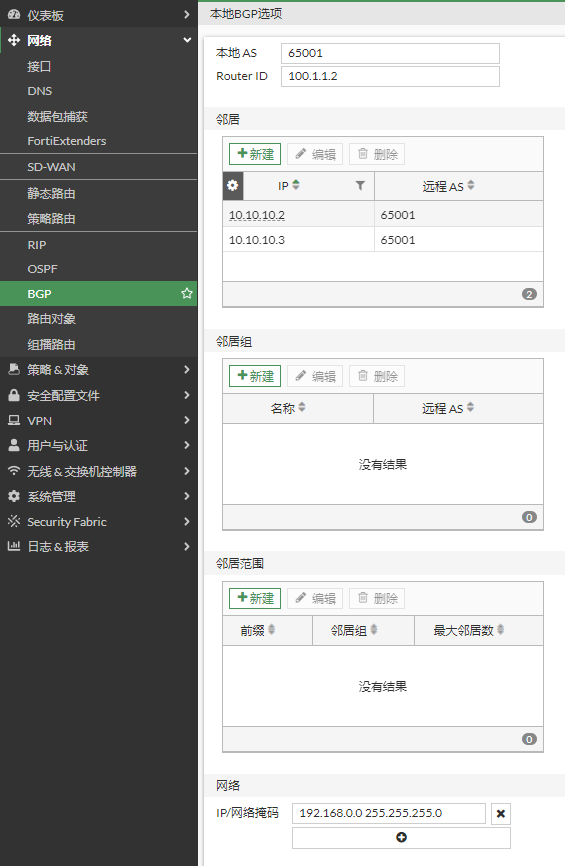 仪表板
网络
接口
DNS
数据包捕获
FortiExtenders
SD-WAN
静态路由
策略路由
RIP
OSPF
BGP
路由对象
组播路由
策略 & 对象
安全配置文件
VPN
用户与认证
无线 & 交换机控制器
系统管理
Security Fabric
日志 & 报表
本地BGP选项
本地 AS 65001
Router ID 100.1.1.2
邻居
新建 编辑 删除
IP 远程 AS
10.10.10.2 65001
10.10.10.3 65001
2
邻居组
新建 编辑 删除
名称 远程 AS
没有结果
0
邻居范围
新建 编辑 删除
前缀 邻居组 最大邻居数
没有结果
0
网络
IP/网络掩码 192.168.0.0 255.255.255.0